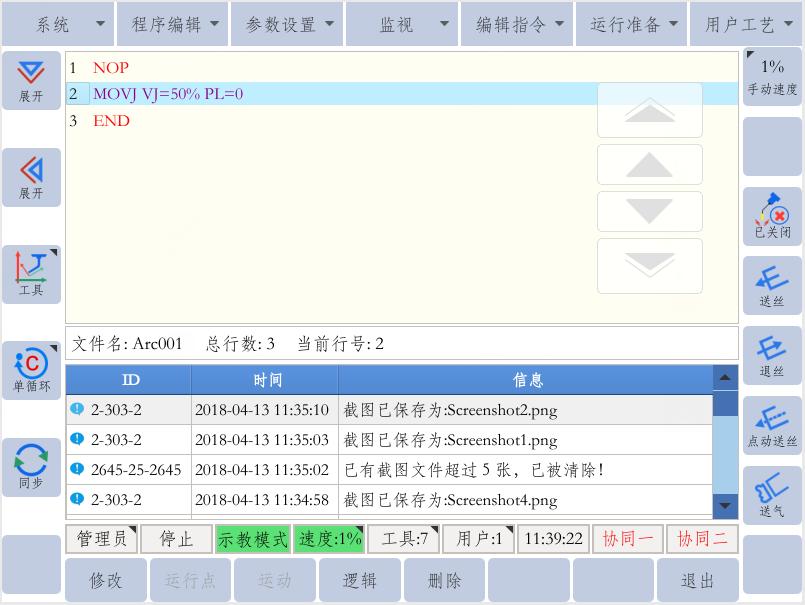 系统 程序编辑 参数设置 监视 编辑指令 运行准备 用户工艺
展开
展开
工具
C
单循环
同步
1 NOP
2 MOVJ VJ=50% PL=0
3 END
文件名: Arc001 总行数: 3 当前行号: 2
ID 时间 信息
2-303-2 2018-04-13 11:35:10 截图已保存为:Screenshot2.png
2-303-2 2018-04-13 11:35:03 截图已保存为:Screenshot1.png
2645-25-2645 2018-04-13 11:35:02 已有截图文件超过 5 张，已被清除!
2-303-2 2018-04-13 11:34:58 截图已保存为:Screenshot4.png
1%
手动速度
已关闭
送丝
退丝
点动送丝
送气
管理员 停止 示教模式 速度:1% 工具:7 用户:1 11:39:22 协同一 协同二
修改 运行点 运动 逻辑 删除 退出